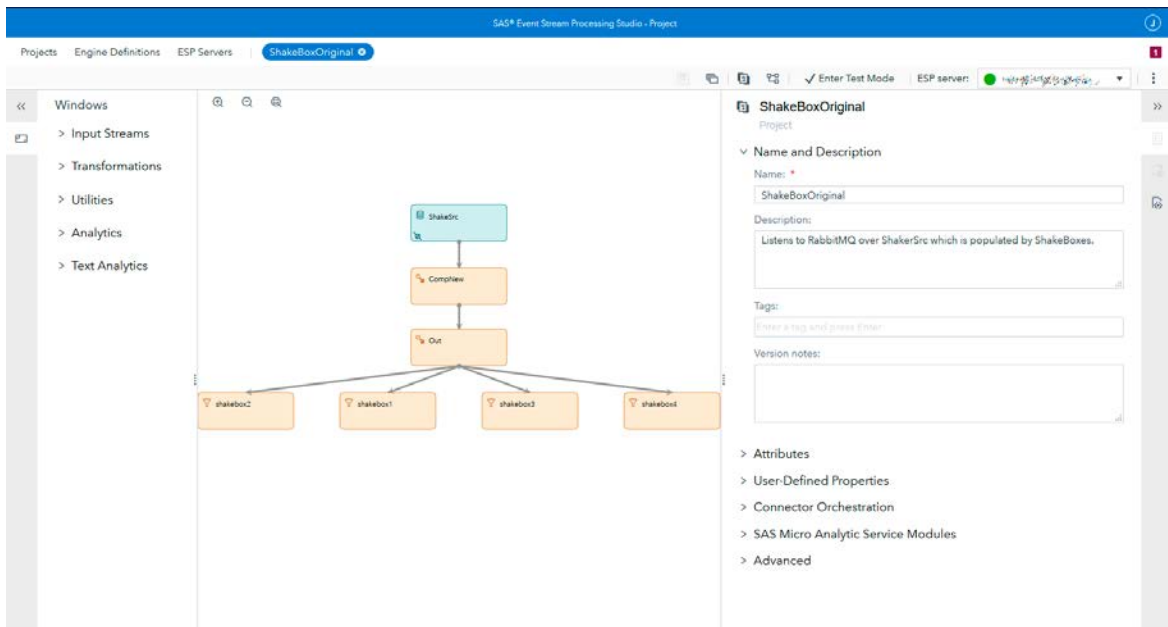 SAS® Event Stream Processing Studio - Project
J
Projects Engine Definitions ESP Servers ShakeBoxOriginal
1
Enter Test Mode ESP server:
Windows
Input Streams
Transformations
Utilities
Analytics
Text Analytics
ShakeSrc
CompNew
Out
shakebox2 shakebox1 shakebox3 shakebox4
ShakeBoxOriginal
Project
Name and Description
Name: *
ShakeBoxOriginal
Description:
Listens to RabbitMQ over ShakerSrc which is populated by ShakeBoxes.
Tags:
Enter a tag and press Enter
Version notes:
Attributes
User-Defined Properties
Connector Orchestration
SAS Micro Analytic Service Modules
Advanced